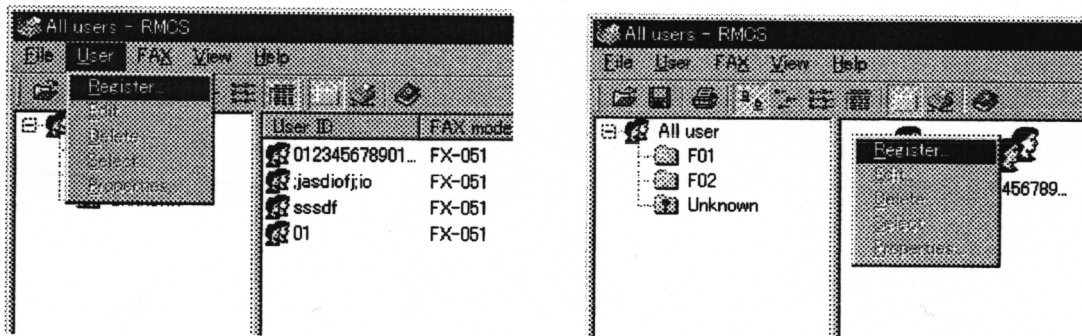 All users - RMCS
File User FAX View Help
Register...
Edit...
Delete
Select
Properties
User ID FAX mode
012345678901... FX-051
;jasdiofj;io FX-051
sssdf FX-051
01 FX-051
All users - RMCS
File User FAX View Help
All user
F01
F02
Unknown
Register...
Edit...
Delete
Select
Properties
456789...